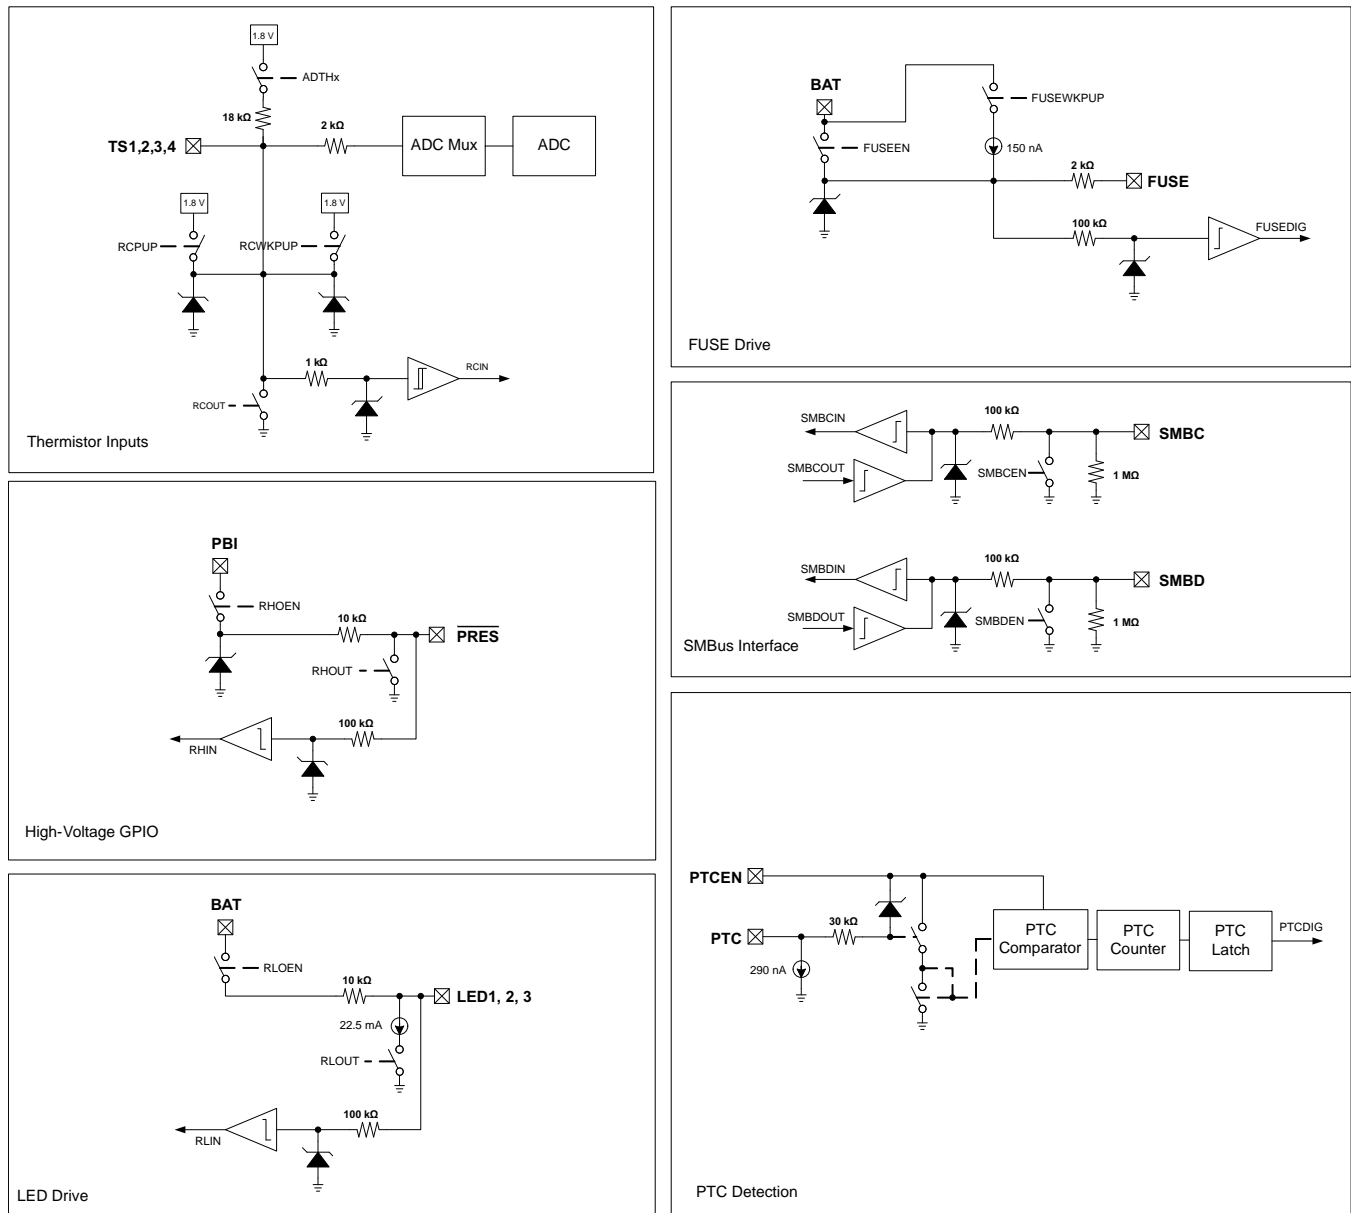 1.8 V
ADTHx
18 kΩ
2 kΩ
TS1,2,3,4
ADC Mux
ADC
1.8 V
1.8 V
RCPUP
RCWKPUP
1 kΩ
RCIN
RCOUT
Thermistor Inputs
BAT
FUSEWKPUP
FUSEEN
150 nA
2 kΩ
FUSE
100 kΩ
FUSEDIG
FUSE Drive
SMBCIN
100 kΩ
SMBC
SMBCOUT
SMBCEN
1 MΩ
SMBDIN
100 kΩ
SMBD
SMBDOUT
SMBDEN
1 MΩ
SMBus Interface
PBI
RHOEN
10 kΩ
PRES
RHOUT
100 kΩ
RHIN
High-Voltage GPIO
PTCEN
PTC
30 kΩ
290 nA
PTC
Comparator
PTC
Counter
PTC
Latch
PTCDIG
PTC Detection
BAT
RLOEN
10 kΩ
LED1, 2, 3
22.5 mA
RLOUT
100 kΩ
RLIN
LED Drive